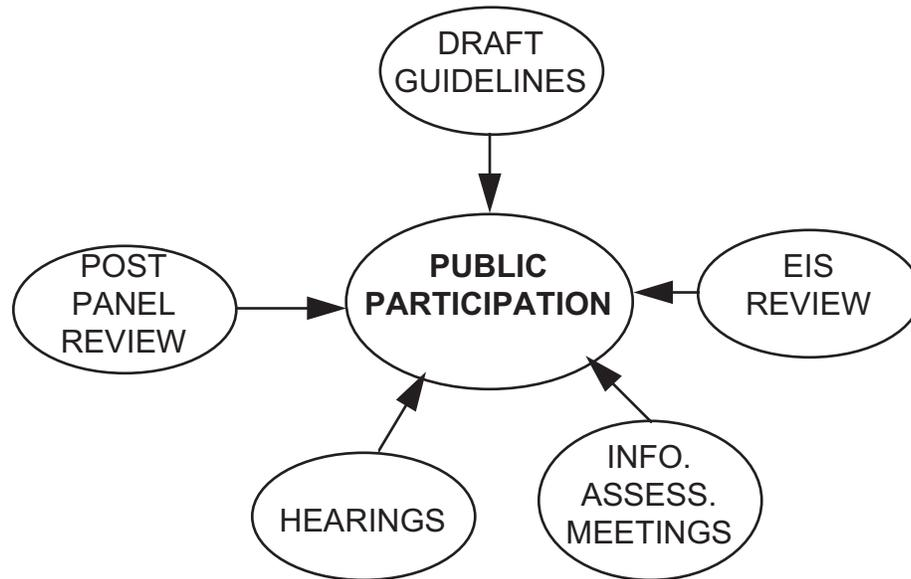 DRAFT
GUIDELINES
PUBLIC
PARTICIPATION
POST
PANEL
REVIEW
EIS
REVIEW
HEARINGS
INFO.
ASSESS.
MEETINGS